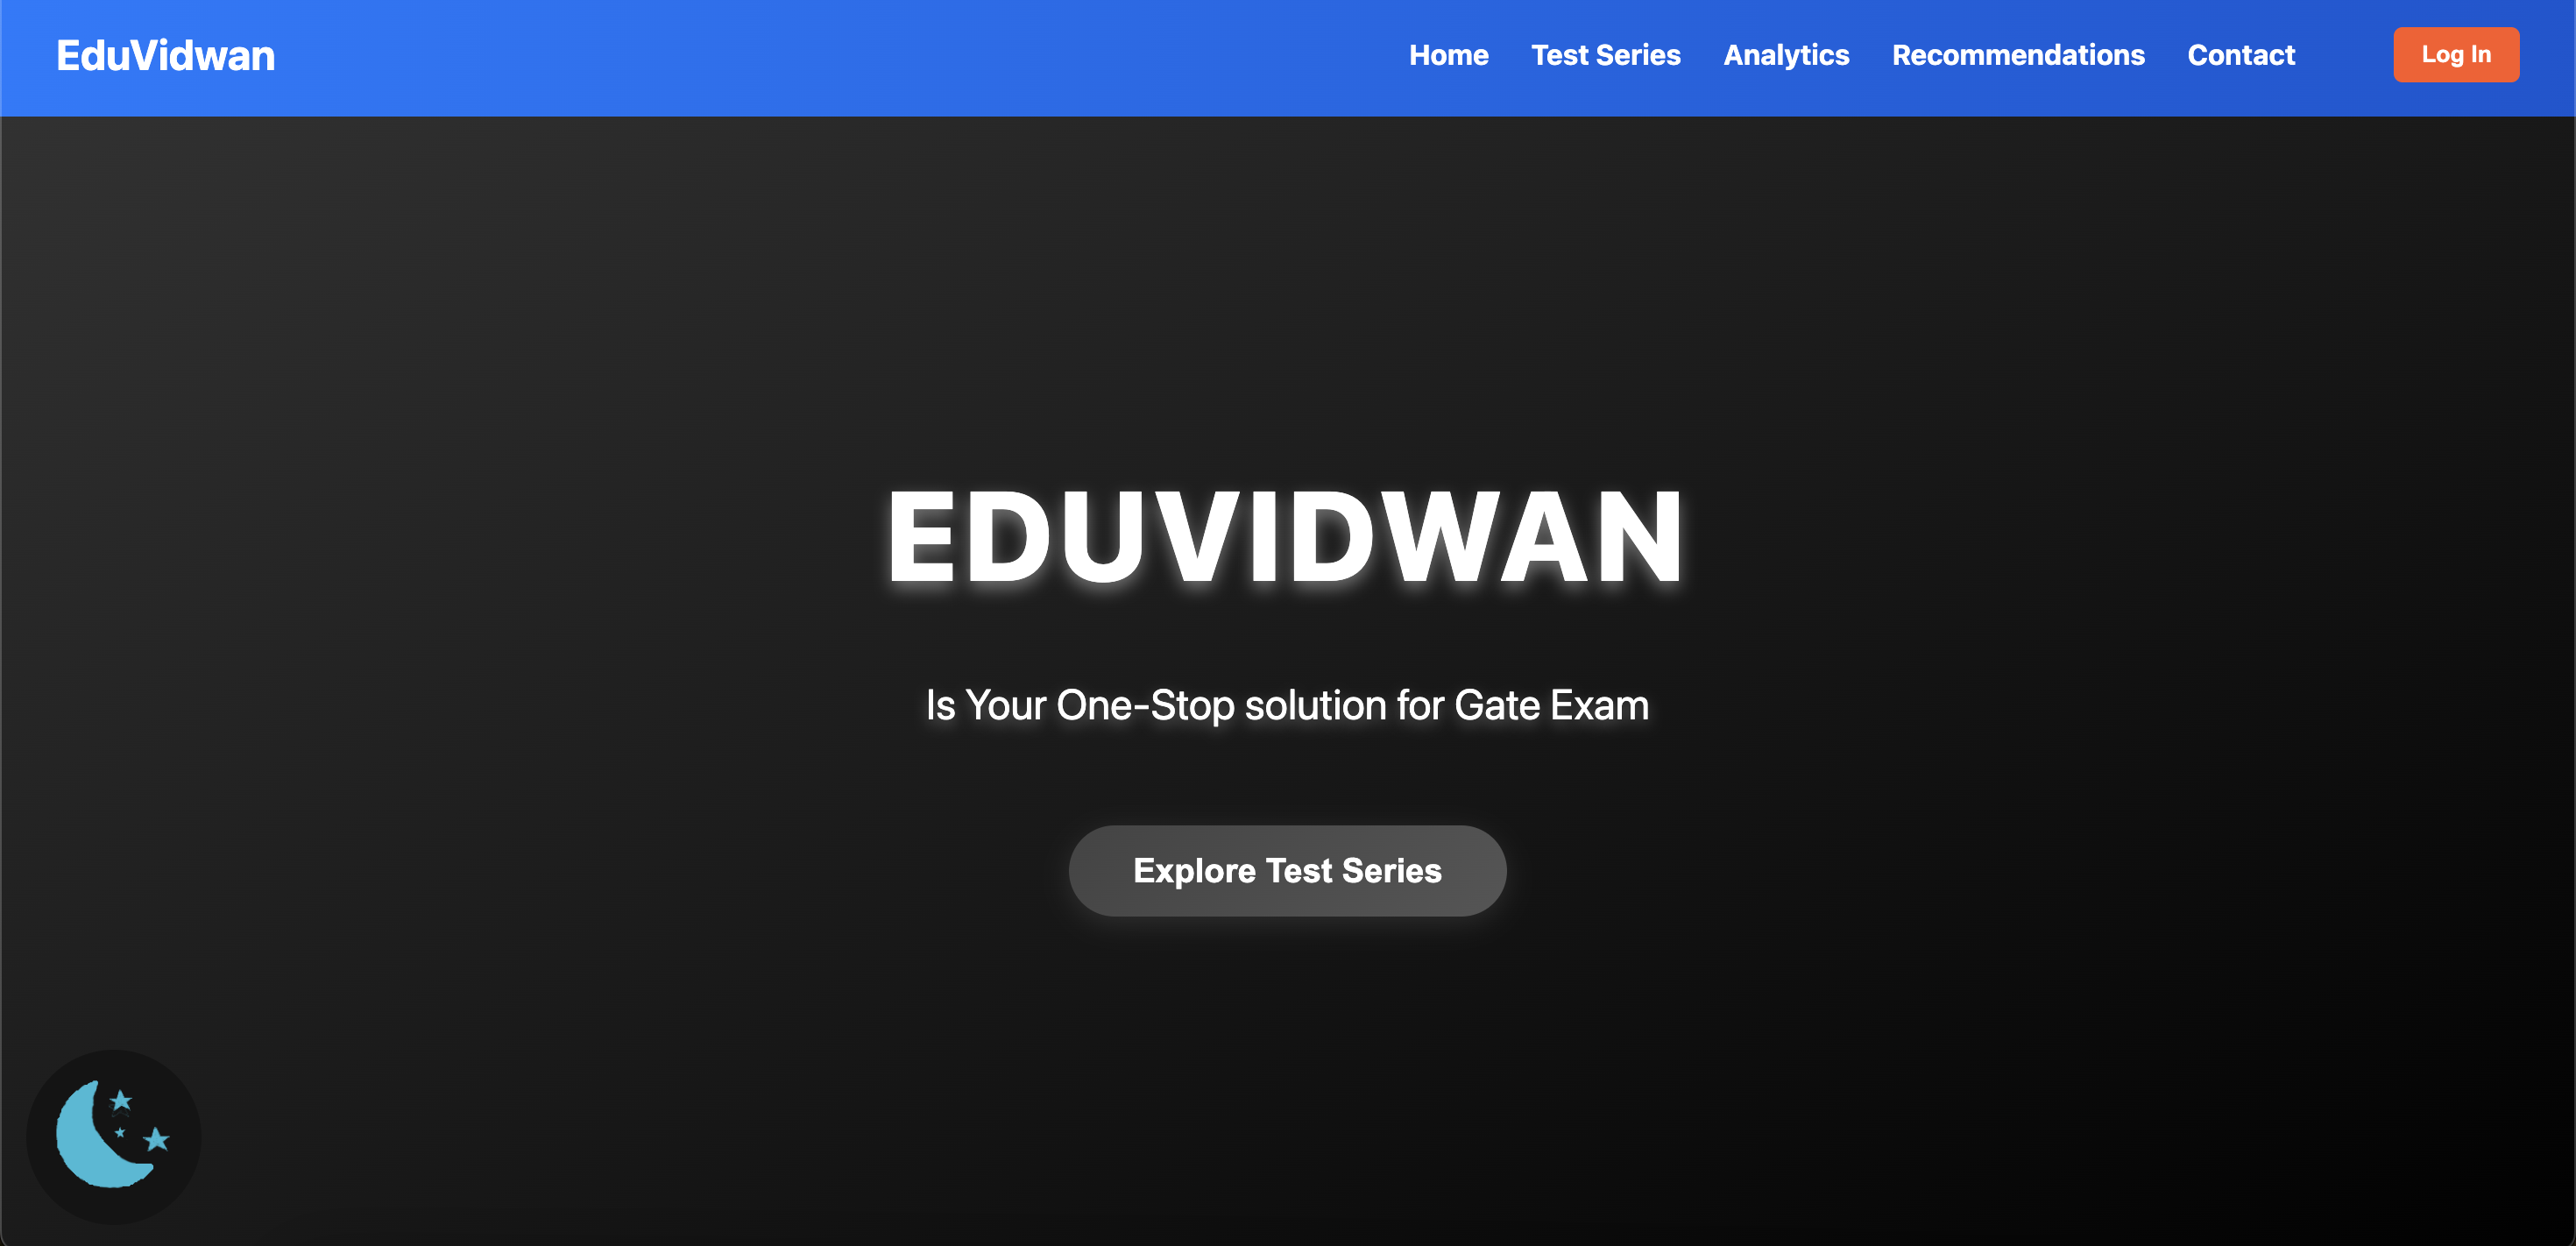 EduVidwan
Home Test Series Analytics Recommendations Contact Log In
EDUVIDWAN
Is Your One-Stop solution for Gate Exam
Explore Test Series